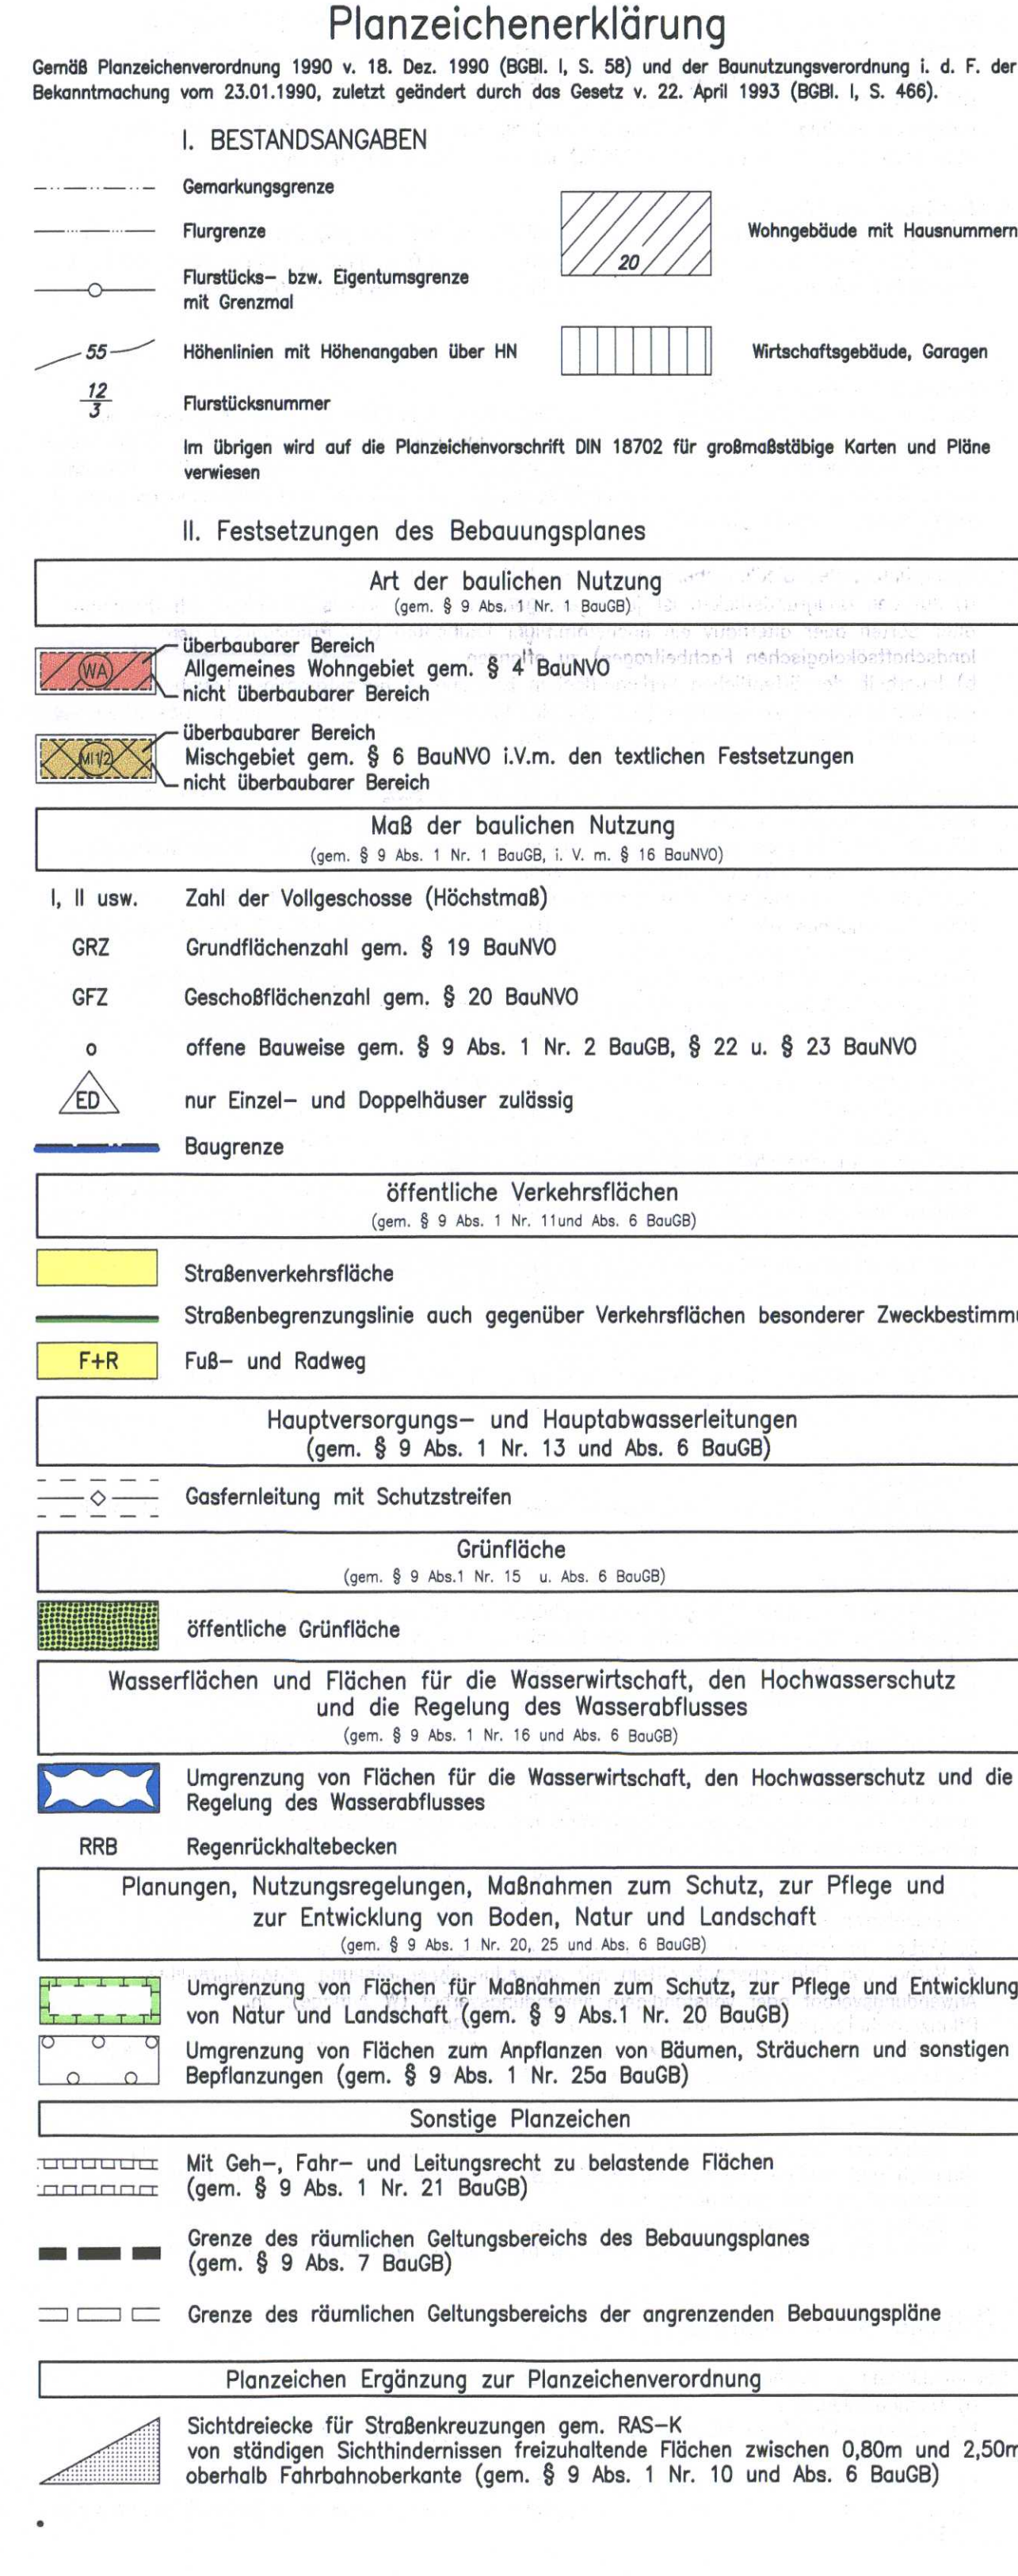 Planzeichenerklärung
Gemäß Planzeichenverordnung 1990 v. 18. Dez. 1990 (BGBl. I, S. 58) und der Baunutzungsverordnung i. d. F. der
Bekanntmachung vom 23.01.1990, zuletzt geändert durch das Gesetz v. 22. April 1993 (BGBl. I, S. 466).
I. BESTANDSANGABEN
Gemarkungsgrenze
Flurgrenze
20
Wohngebäude mit Hausnummern
Flurstücks- bzw. Eigentumsgrenze
mit Grenzmal
55
Höhenlinien mit Höhenangaben über HN
Wirtschaftsgebäude, Garagen
12
3
Flurstücksnummer
Im übrigen wird auf die Planzeichenvorschrift DIN 18702 für großmaßstäbige Karten und Pläne
verwiesen
II. Festsetzungen des Bebauungsplanes
Art der baulichen Nutzung
(gem. § 9 Abs. 1 Nr. 1 BauGB)
überbaubarer Bereich
WA Allgemeines Wohngebiet gem. § 4 BauNVO
nicht überbaubarer Bereich
überbaubarer Bereich
MI1/2 Mischgebiet gem. § 6 BauNVO i.V.m. den textlichen Festsetzungen
nicht überbaubarer Bereich
Maß der baulichen Nutzung
(gem. § 9 Abs. 1 Nr. 1 BauGB, i. V. m. § 16 BauNVO)
I, II usw. Zahl der Vollgeschosse (Höchstmaß)
GRZ Grundflächenzahl gem. § 19 BauNVO
GFZ Geschoßflächenzahl gem. § 20 BauNVO
o offene Bauweise gem. § 9 Abs. 1 Nr. 2 BauGB, § 22 u. § 23 BauNVO
ED nur Einzel- und Doppelhäuser zulässig
Baugrenze
öffentliche Verkehrsflächen
(gem. § 9 Abs. 1 Nr. 11und Abs. 6 BauGB)
Straßenverkehrsfläche
Straßenbegrenzungslinie auch gegenüber Verkehrsflächen besonderer
F+R Fuß- und Radweg
Hauptversorgungs- und Hauptabwasserleitungen
(gem. § 9 Abs. 1 Nr. 13 und Abs. 6 BauGB)
Gasfernleitung mit Schutzstreifen
Grünfläche
(gem. § 9 Abs.1 Nr. 15 u. Abs. 6 BauGB)
öffentliche Grünfläche
Wasserflächen und Flächen für die Wasserwirtschaft, den Hochwasserschutz
und die Regelung des Wasserabflusses
(gem. § 9 Abs. 1 Nr. 16 und Abs. 6 BauGB)
Umgrenzung von Flächen für die Wasserwirtschaft, den Hochwasserschutz und die
Regelung des Wasserabflusses
RRB Regenrückhaltebecken
Planungen, Nutzungsregelungen, Maßnahmen zum Schutz, zur Pflege und
zur Entwicklung von Boden, Natur und Landschaft
(gem. § 9 Abs. 1 Nr. 20, 25 und Abs. 6 BauGB)
Umgrenzung von Flächen für Maßnahmen zum Schutz, zur Pflege und Entwicklung
von Natur und Landschaft (gem. § 9 Abs.1 Nr. 20 BauGB)
Umgrenzung von Flächen zum Anpflanzen von Bäumen, Sträuchern und sonstigen
Bepflanzungen (gem. § 9 Abs. 1 Nr. 25a BauGB)
Sonstige Planzeichen
Mit Geh-, Fahr- und Leitungsrecht zu belastende Flächen
(gem. § 9 Abs. 1 Nr. 21 BauGB)
Grenze des räumlichen Geltungsbereichs des Bebauungsplanes
(gem. § 9 Abs. 7 BauGB)
Grenze des räumlichen Geltungsbereichs der angrenzenden Bebauungspläne
Planzeichen Ergänzung zur Planzeichenverordnung
Sichtdreiecke für Straßenkreuzungen gem. RAS-K
von ständigen Sichthindernissen freizuhaltende Flächen zwischen 0,80m und 2,50m
oberhalb Fahrbahnoberkante (gem. § 9 Abs. 1 Nr. 10 und Abs. 6 BauGB)